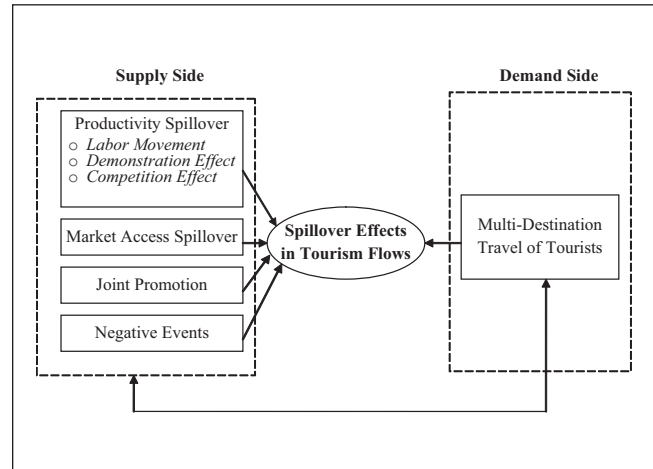 Supply Side
Demand Side
Productivity Spillover
○ Labor Movement
○ Demonstration Effect
○ Competition Effect
Market Access Spillover
Joint Promotion
Negative Events
Spillover Effects
in Tourism Flows
Multi-Destination
Travel of Tourists